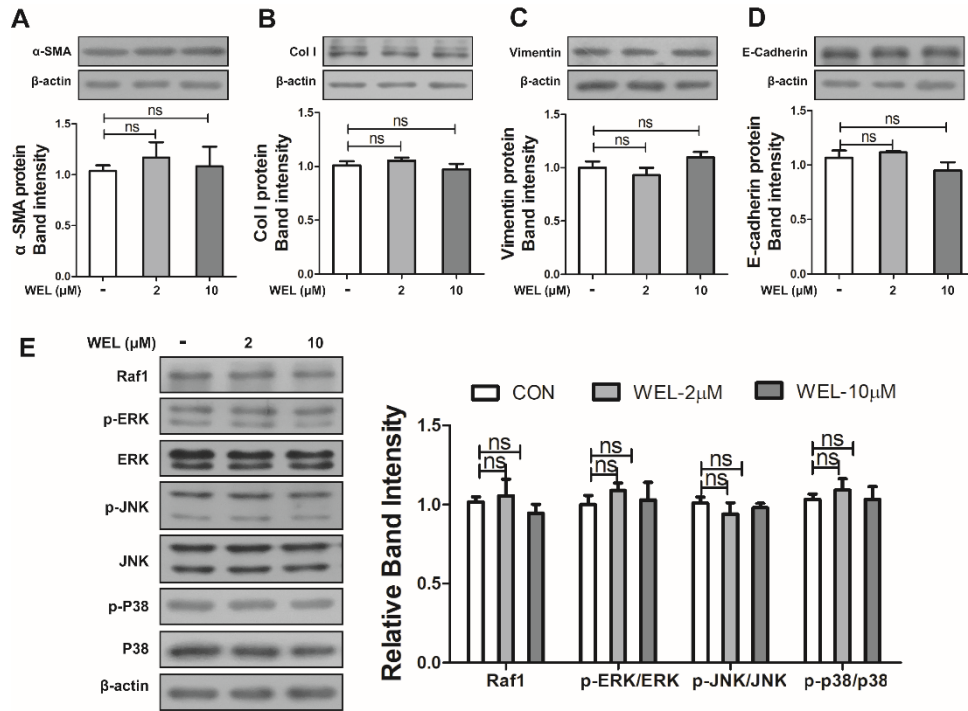 A
α-SMA
β-actin
ns
ns
1.5
1.0
0.5
0.0
α -SMA protein
Band intensity
WEL (μM) - 2 10
B
Col I
β-actin
ns
ns
1.5
1.0
0.5
0.0
Col I protein
Band intensity
WEL (μM) - 2 10
C
Vimentin
β-actin
ns
ns
1.5
1.0
0.5
0.0
Vimentin protein
Band intensity
WEL (μM) - 2 10
D
E-Cadherin
β-actin
ns
ns
1.5
1.0
0.5
0.0
E-cadherin protein
Band intensity
WEL (μM) - 2 10
E
WEL (μM) - 2 10
Raf1
p-ERK
ERK
p-JNK
JNK
p-P38
P38
β-actin
CON WEL-2μM WEL-10μM
1.5
1.0
0.5
0.0
Relative Band Intensity
ns
ns
ns
ns
ns
ns
ns
ns
Raf1 p-ERK/ERK p-JNK/JNK p-p38/p38